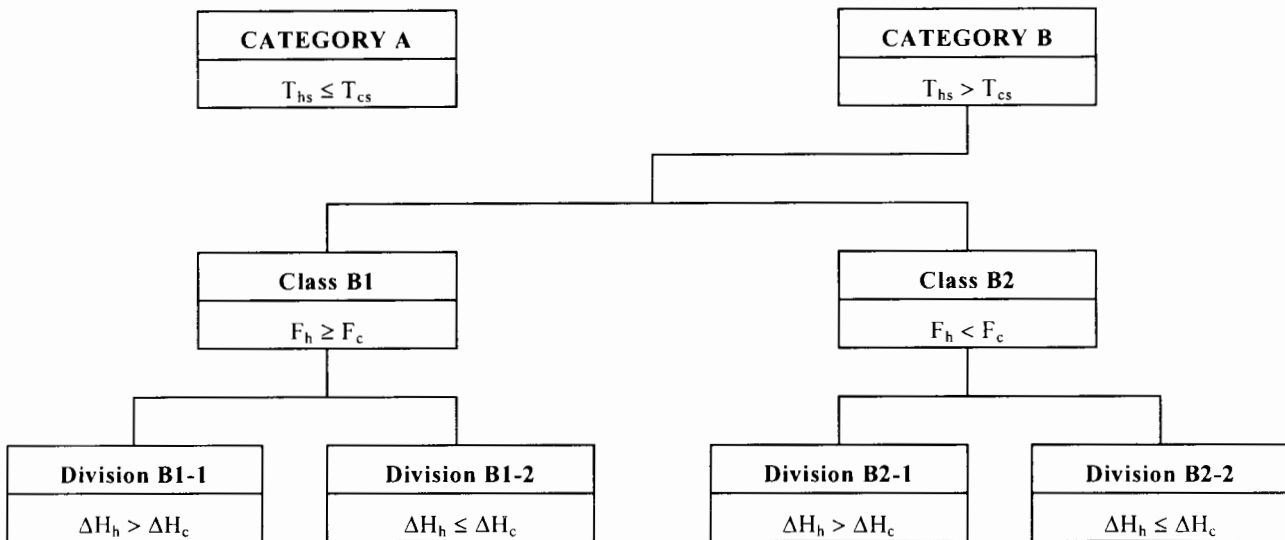 CATEGORY A
T_hs ≤ T_cs
CATEGORY B
T_hs > T_cs
Class B1
F_h ≥ F_c
Class B2
F_h < F_c
Division B1-1
ΔH_h > ΔH_c
Division B1-2
ΔH_h ≤ ΔH_c
Division B2-1
ΔH_h > ΔH_c
Division B2-2
ΔH_h ≤ ΔH_c